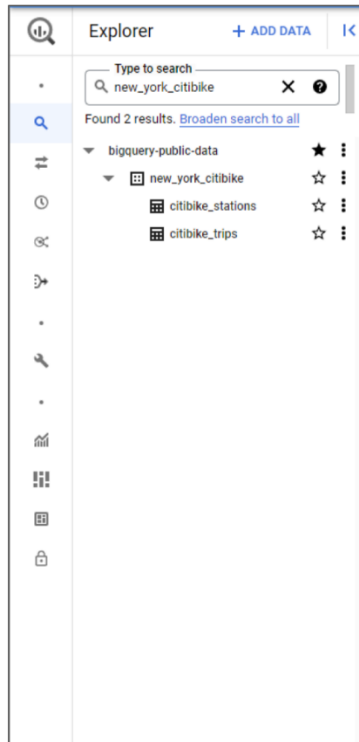 Explorer
+ ADD DATA
Type to search
new_york_citibike
Found 2 results. Broaden search to all
bigquery-public-data
new_york_citibike
citibike_stations
citibike_trips